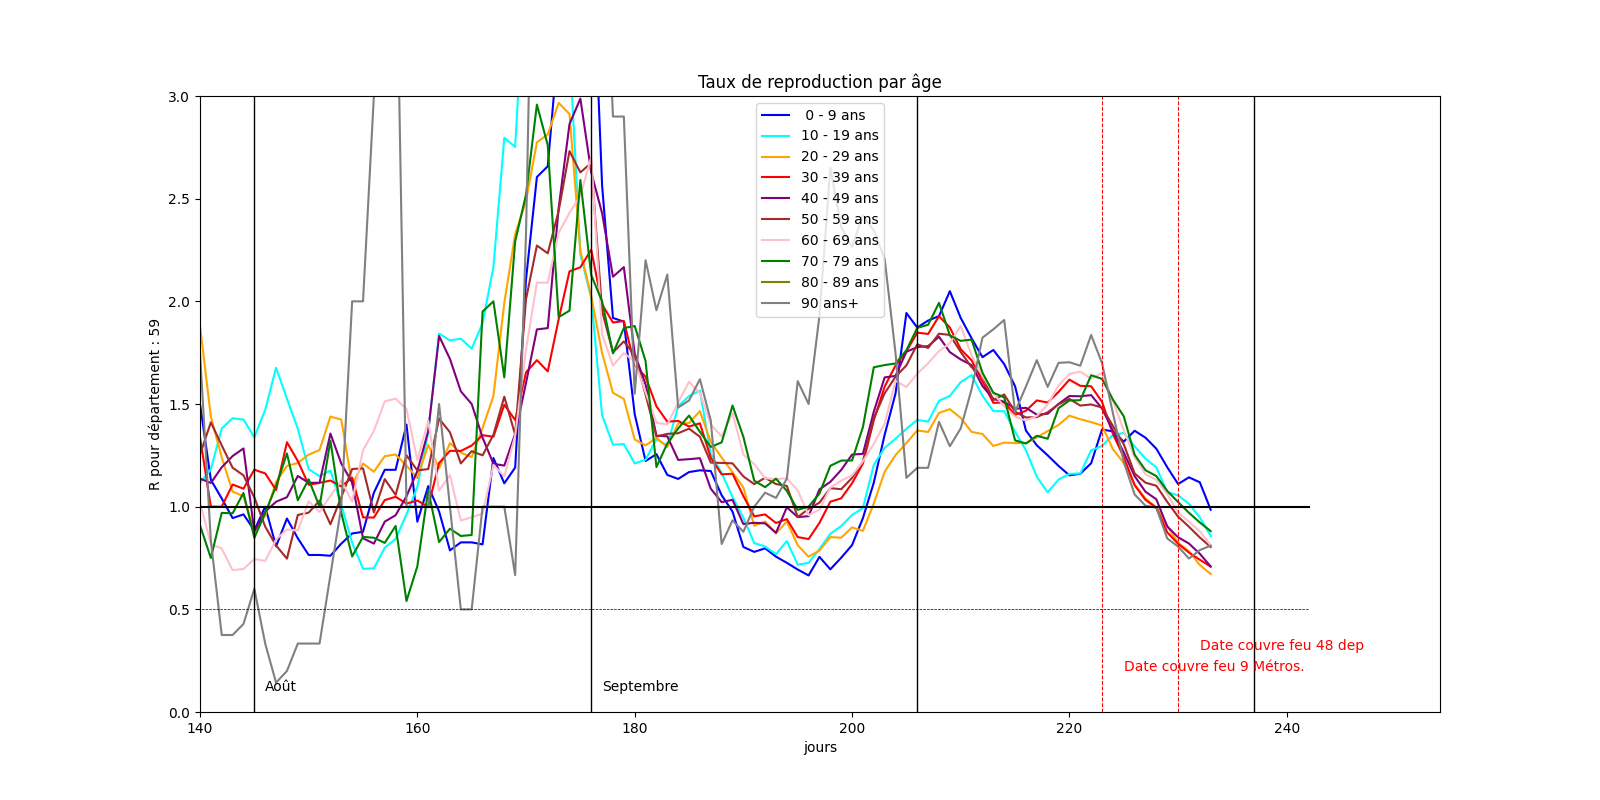 Taux de reproduction par âge
R pour département : 59
3.0
2.5
2.0
1.5
1.0
0.5
0.0
0 - 9 ans
10 - 19 ans
20 - 29 ans
30 - 39 ans
40 - 49 ans
50 - 59 ans
60 - 69 ans
70 - 79 ans
80 - 89 ans
90 ans+
Date couvre feu 48 dep
Date couvre feu 9 Métros.
Août
Septembre
140
160
180
200
220
240
jours